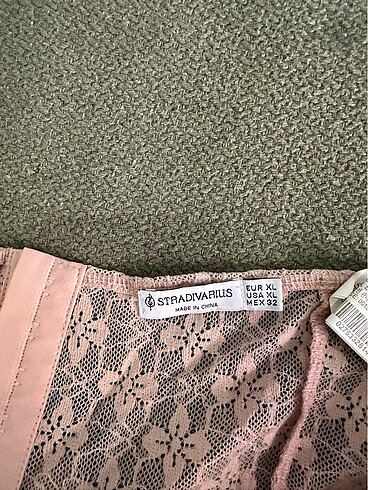 STRADIVARIUS
MADE IN CHINA
EUR XL
USA XL
MEX 32